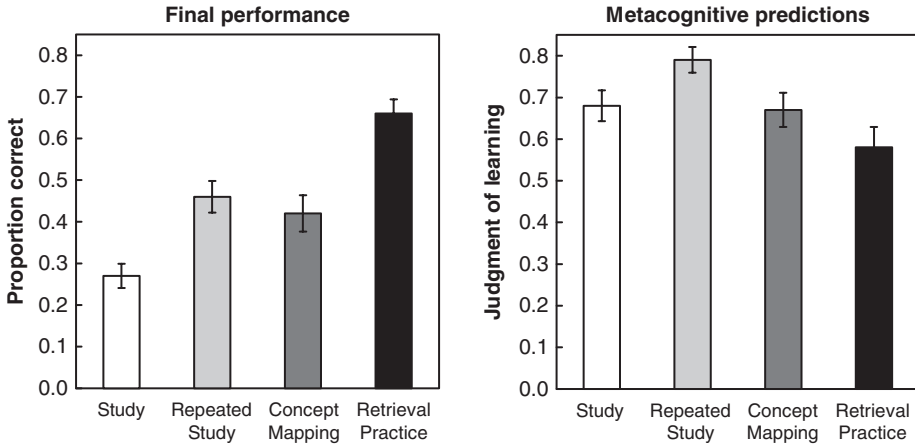 Final performance
Proportion correct
0.8
0.7
0.6
0.5
0.4
0.3
0.2
0.1
0.0
Study
Repeated
Study
Concept
Mapping
Retrieval
Practice
Metacognitive predictions
Judgment of learning
0.8
0.7
0.6
0.5
0.4
0.3
0.2
0.1
0.0
Study
Repeated
Study
Concept
Mapping
Retrieval
Practice